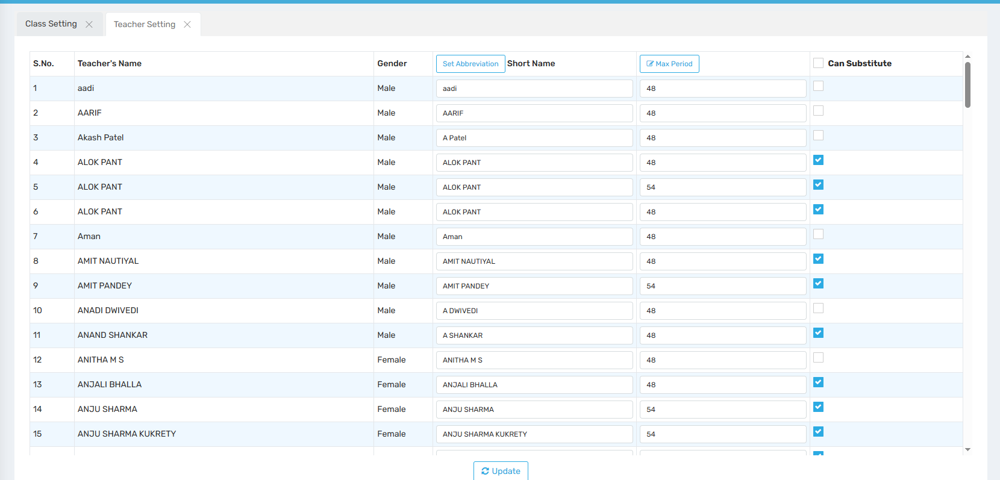 Class Setting Teacher Setting
S.No. Teacher's Name Gender Set Abbreviation Short Name Max Period Can Substitute
1 aadi Male aadi 48
2 AARIF Male AARIF 48
3 Akash Patel Male A Patel 48
4 ALOK PANT Male ALOK PANT 48
5 ALOK PANT Male ALOK PANT 54
6 ALOK PANT Male ALOK PANT 48
7 Aman Male Aman 48
8 AMIT NAUTIYAL Male AMIT NAUTIYAL 48
9 AMIT PANDEY Male AMIT PANDEY 54
10 ANADI DWIVEDI Male A DWIVEDI 48
11 ANAND SHANKAR Male A SHANKAR 48
12 ANITHA M S Female ANITHA M S 48
13 ANJALI BHALLA Female ANJALI BHALLA 48
14 ANJU SHARMA Female ANJU SHARMA 54
15 ANJU SHARMA KUKRETY Female ANJU SHARMA KUKRETY 54
Update